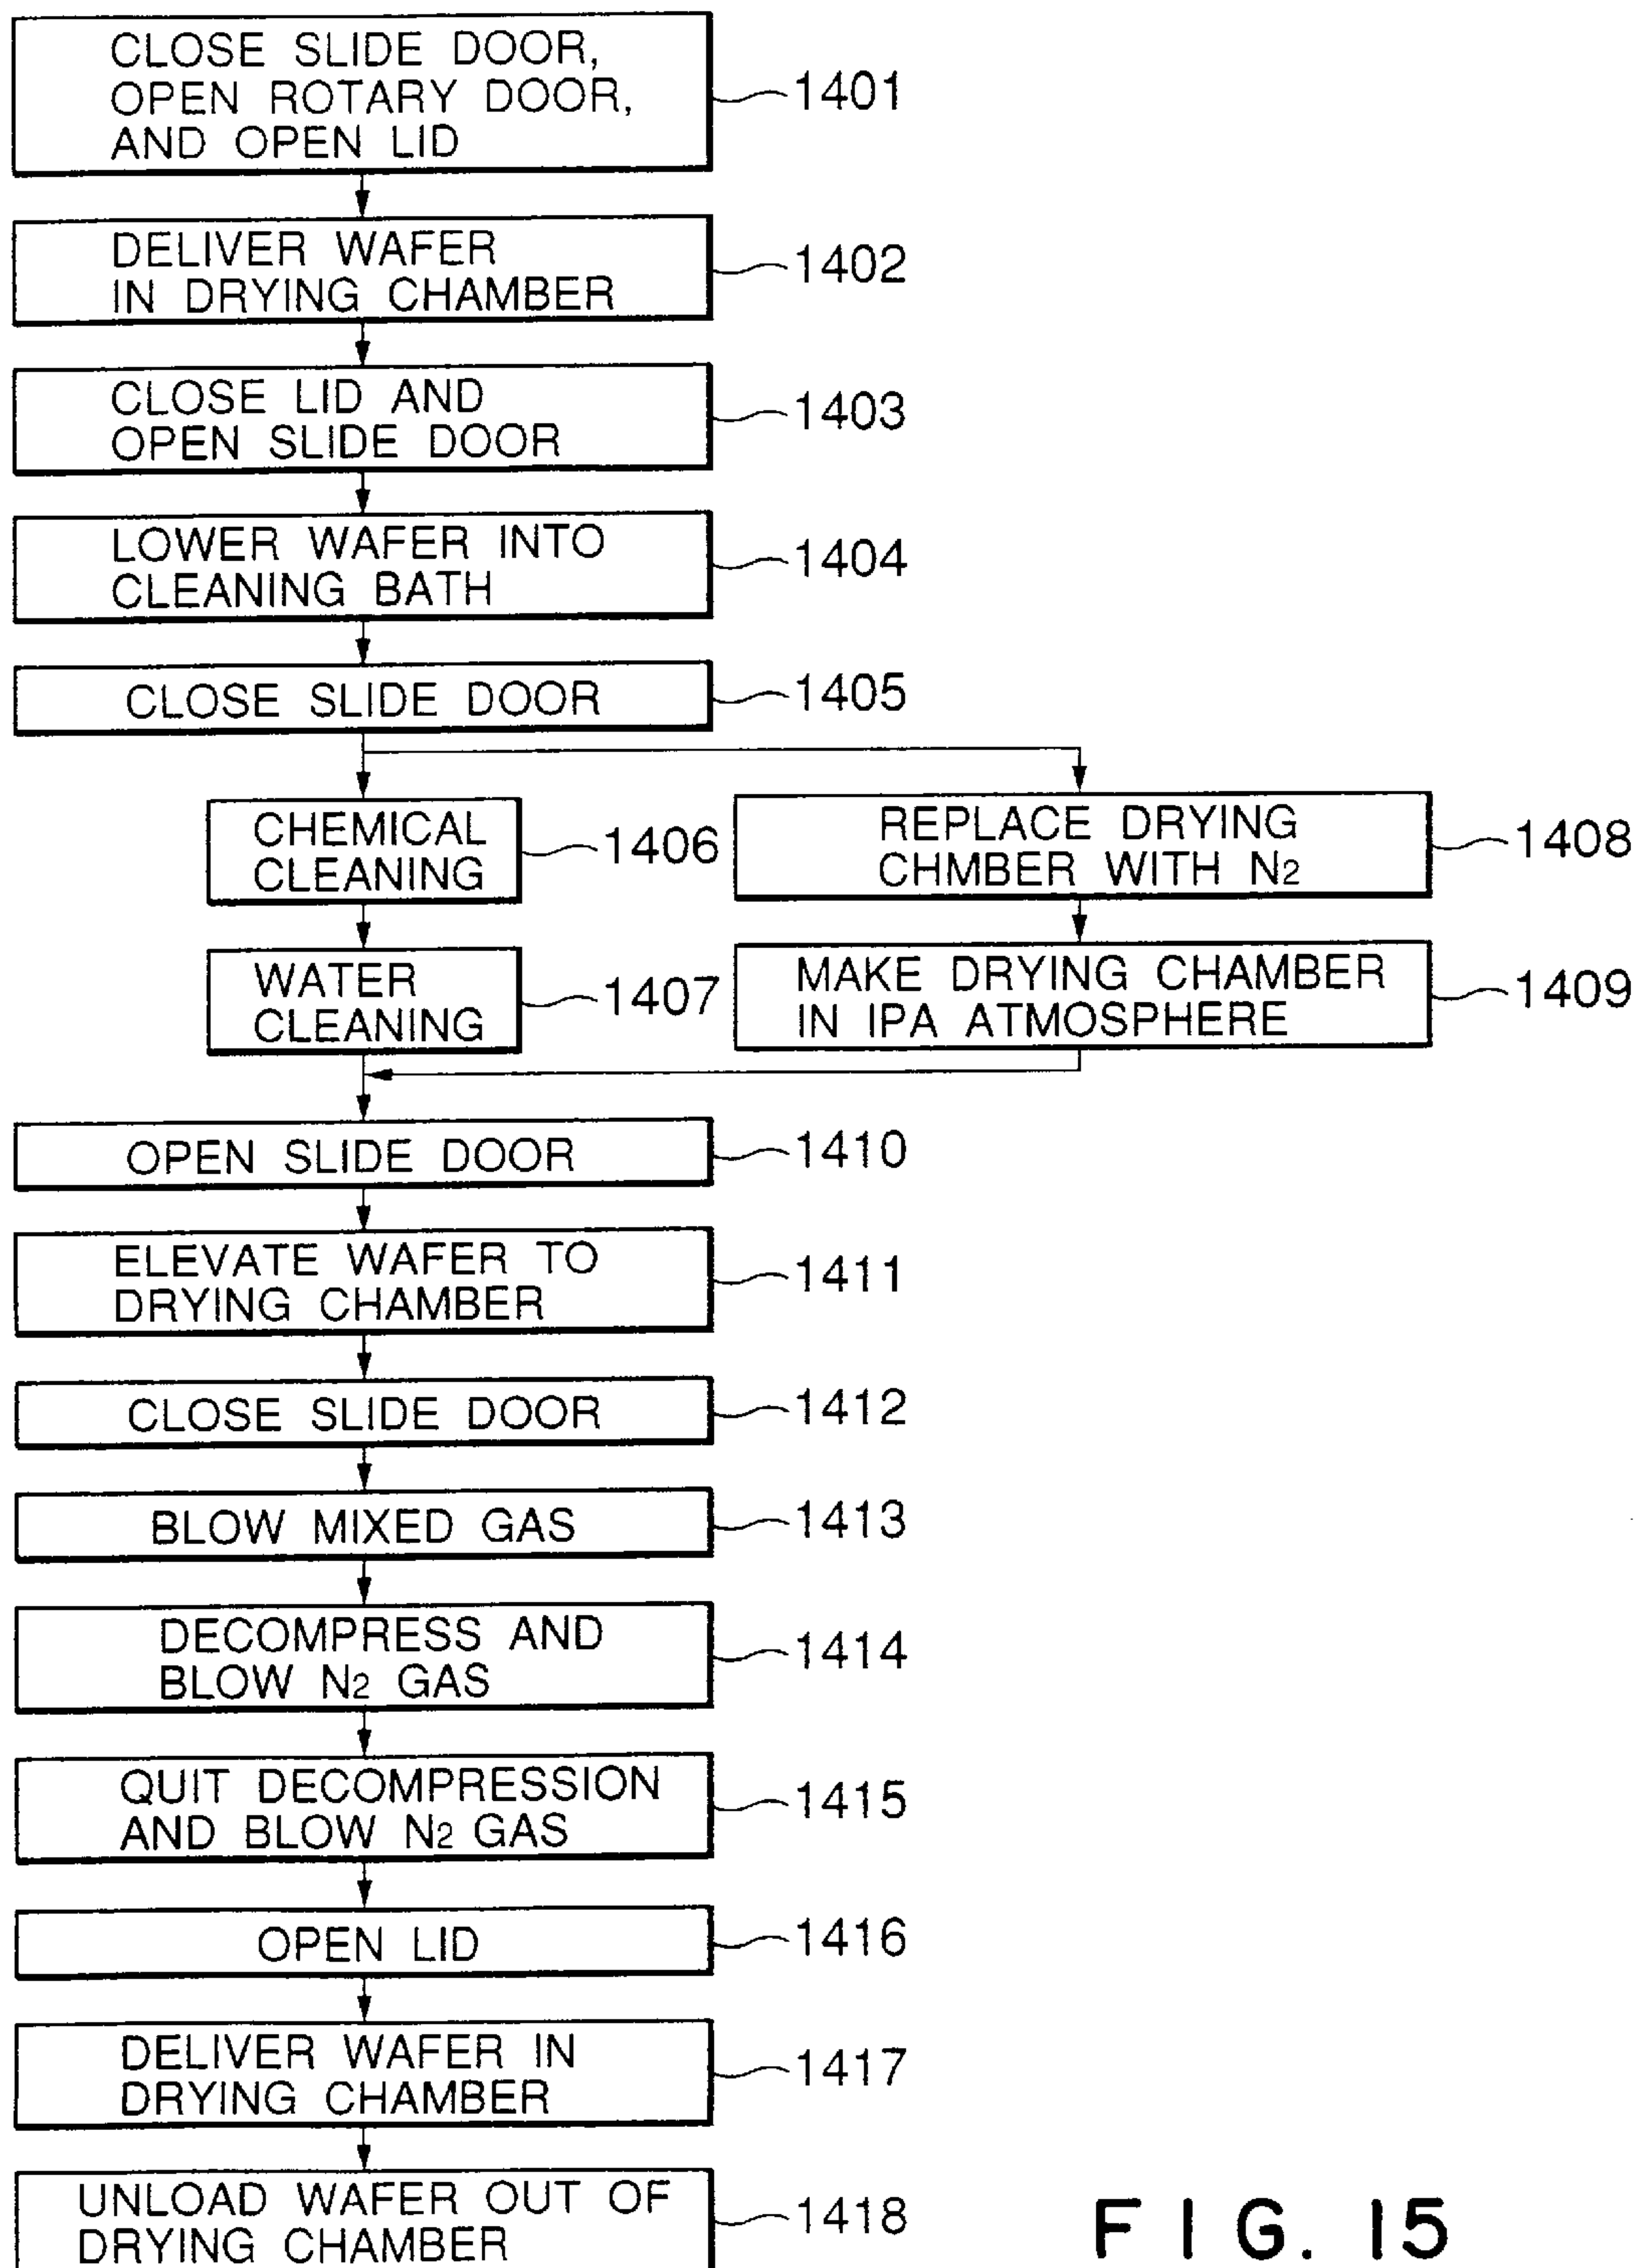 CLOSE SLIDE DOOR,
OPEN ROTARY DOOR,
AND OPEN LID
1401
DELIVER WAFER
IN DRYING CHAMBER
1402
CLOSE LID AND
OPEN SLIDE DOOR
1403
LOWER WAFER INTO
CLEANING BATH
1404
CLOSE SLIDE DOOR
1405
CHEMICAL
CLEANING
1406
REPLACE DRYING
CHMBER WITH N2
1408
WATER
CLEANING
1407
MAKE DRYING CHAMBER
IN IPA ATMOSPHERE
1409
OPEN SLIDE DOOR
1410
ELEVATE WAFER TO
DRYING CHAMBER
1411
CLOSE SLIDE DOOR
1412
BLOW MIXED GAS
1413
DECOMPRESS AND
BLOW N2 GAS
1414
QUIT DECOMPRESSION
AND BLOW N2 GAS
1415
OPEN LID
1416
DELIVER WAFER IN
DRYING CHAMBER
1417
UNLOAD WAFER OUT OF
DRYING CHAMBER
1418
FIG. 15